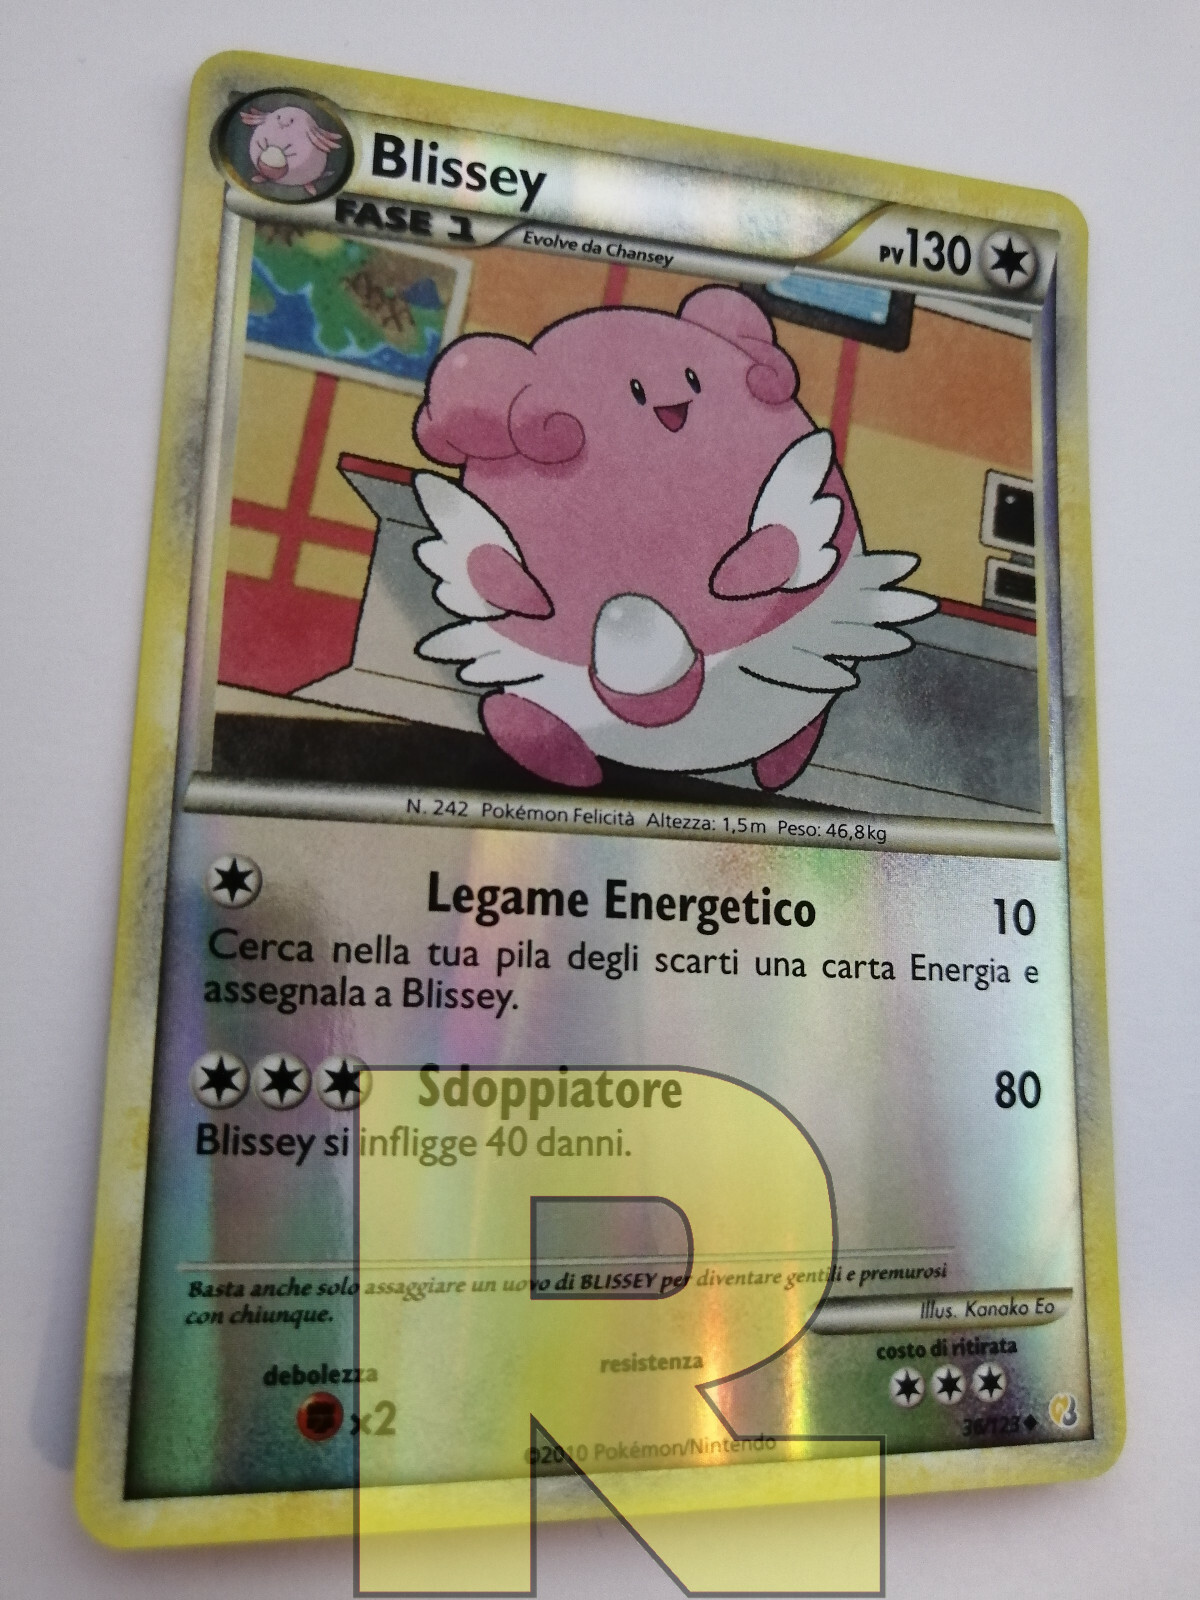 Blissey
FASE 1
Evolve da Chansey
PV130
N. 242 Pokémon Felicità Altezza: 1,5m Peso: 46,8kg
Legame Energetico 10
Cerca nella tua pila degli scarti una carta Energia e
assegnala a Blissey.
Sdoppiatore 80
Blissey si infligge 40 danni.
Basta anche solo assaggiare un uovo di BLISSEY per diventare gentili e premurosi
con chiunque.
Illus. Kanako Eo
debolezza
x2
resistenza
costo di ritirata
36/123
©2010 Pokémon/Nintendo
R